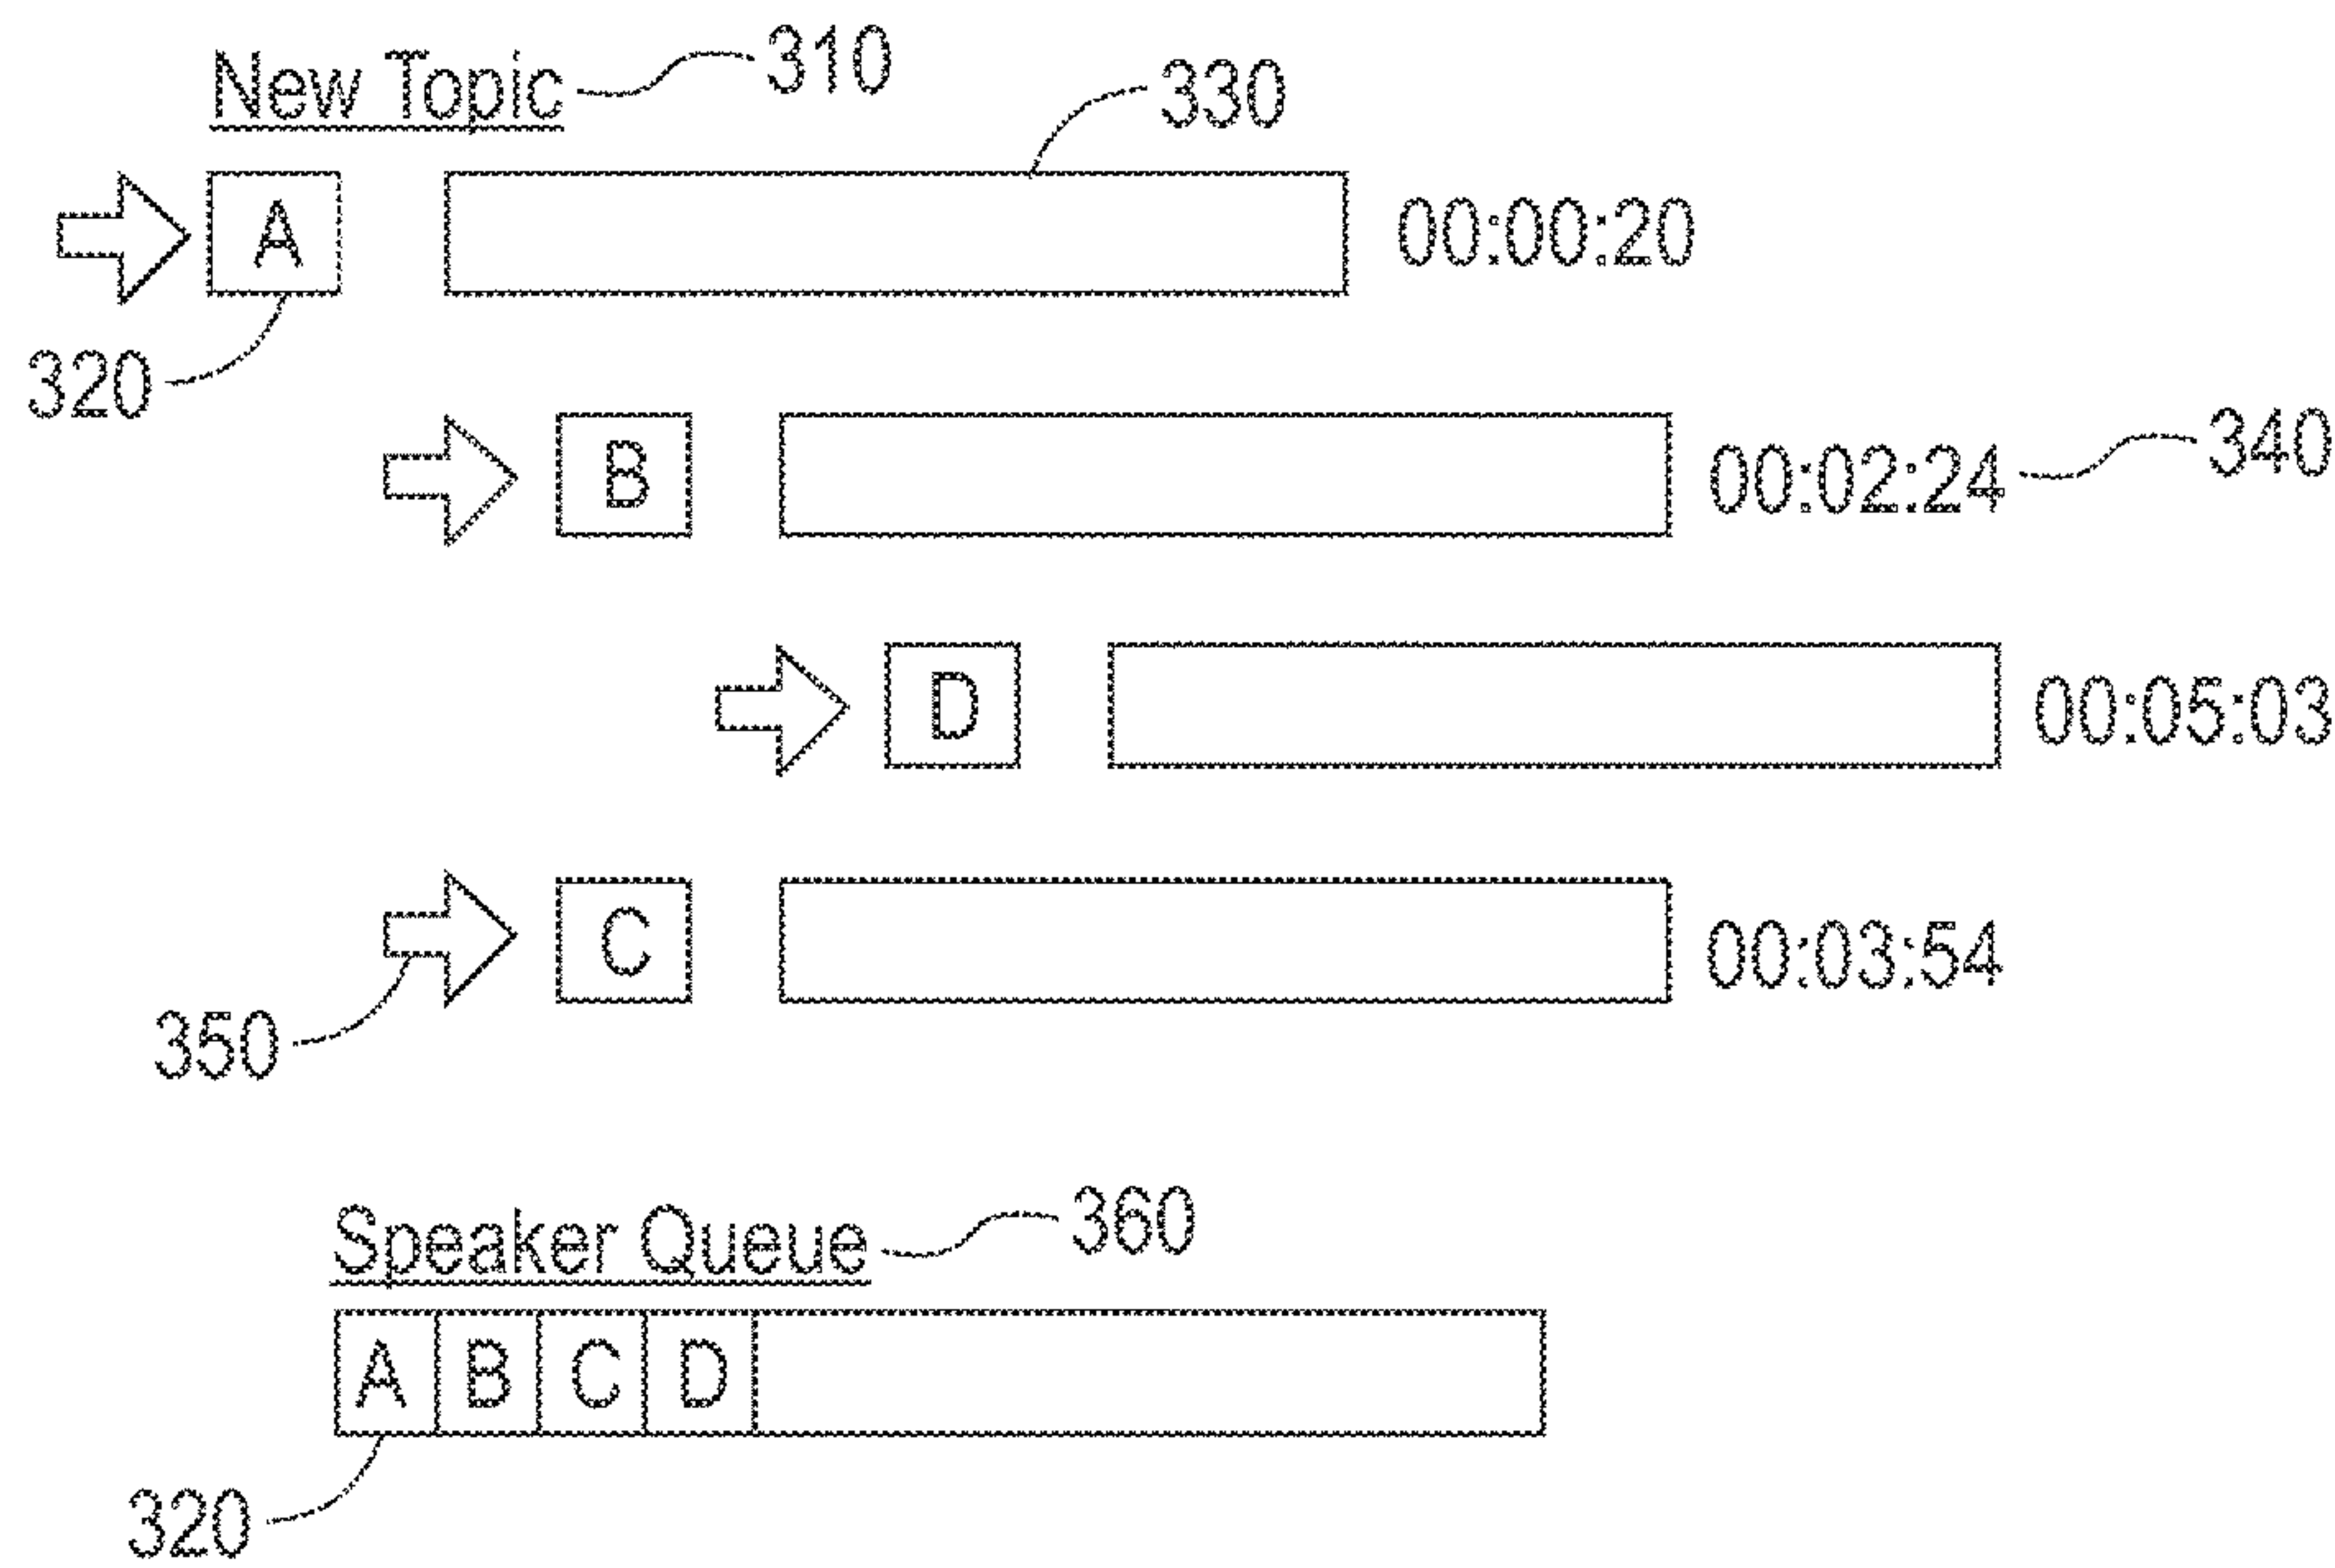 New Topic 310
330
A 00:00:20
320
B 00:02:24 340
D 00:05:03
C 00:03:54
350
Speaker Queue 360
A B C D
320